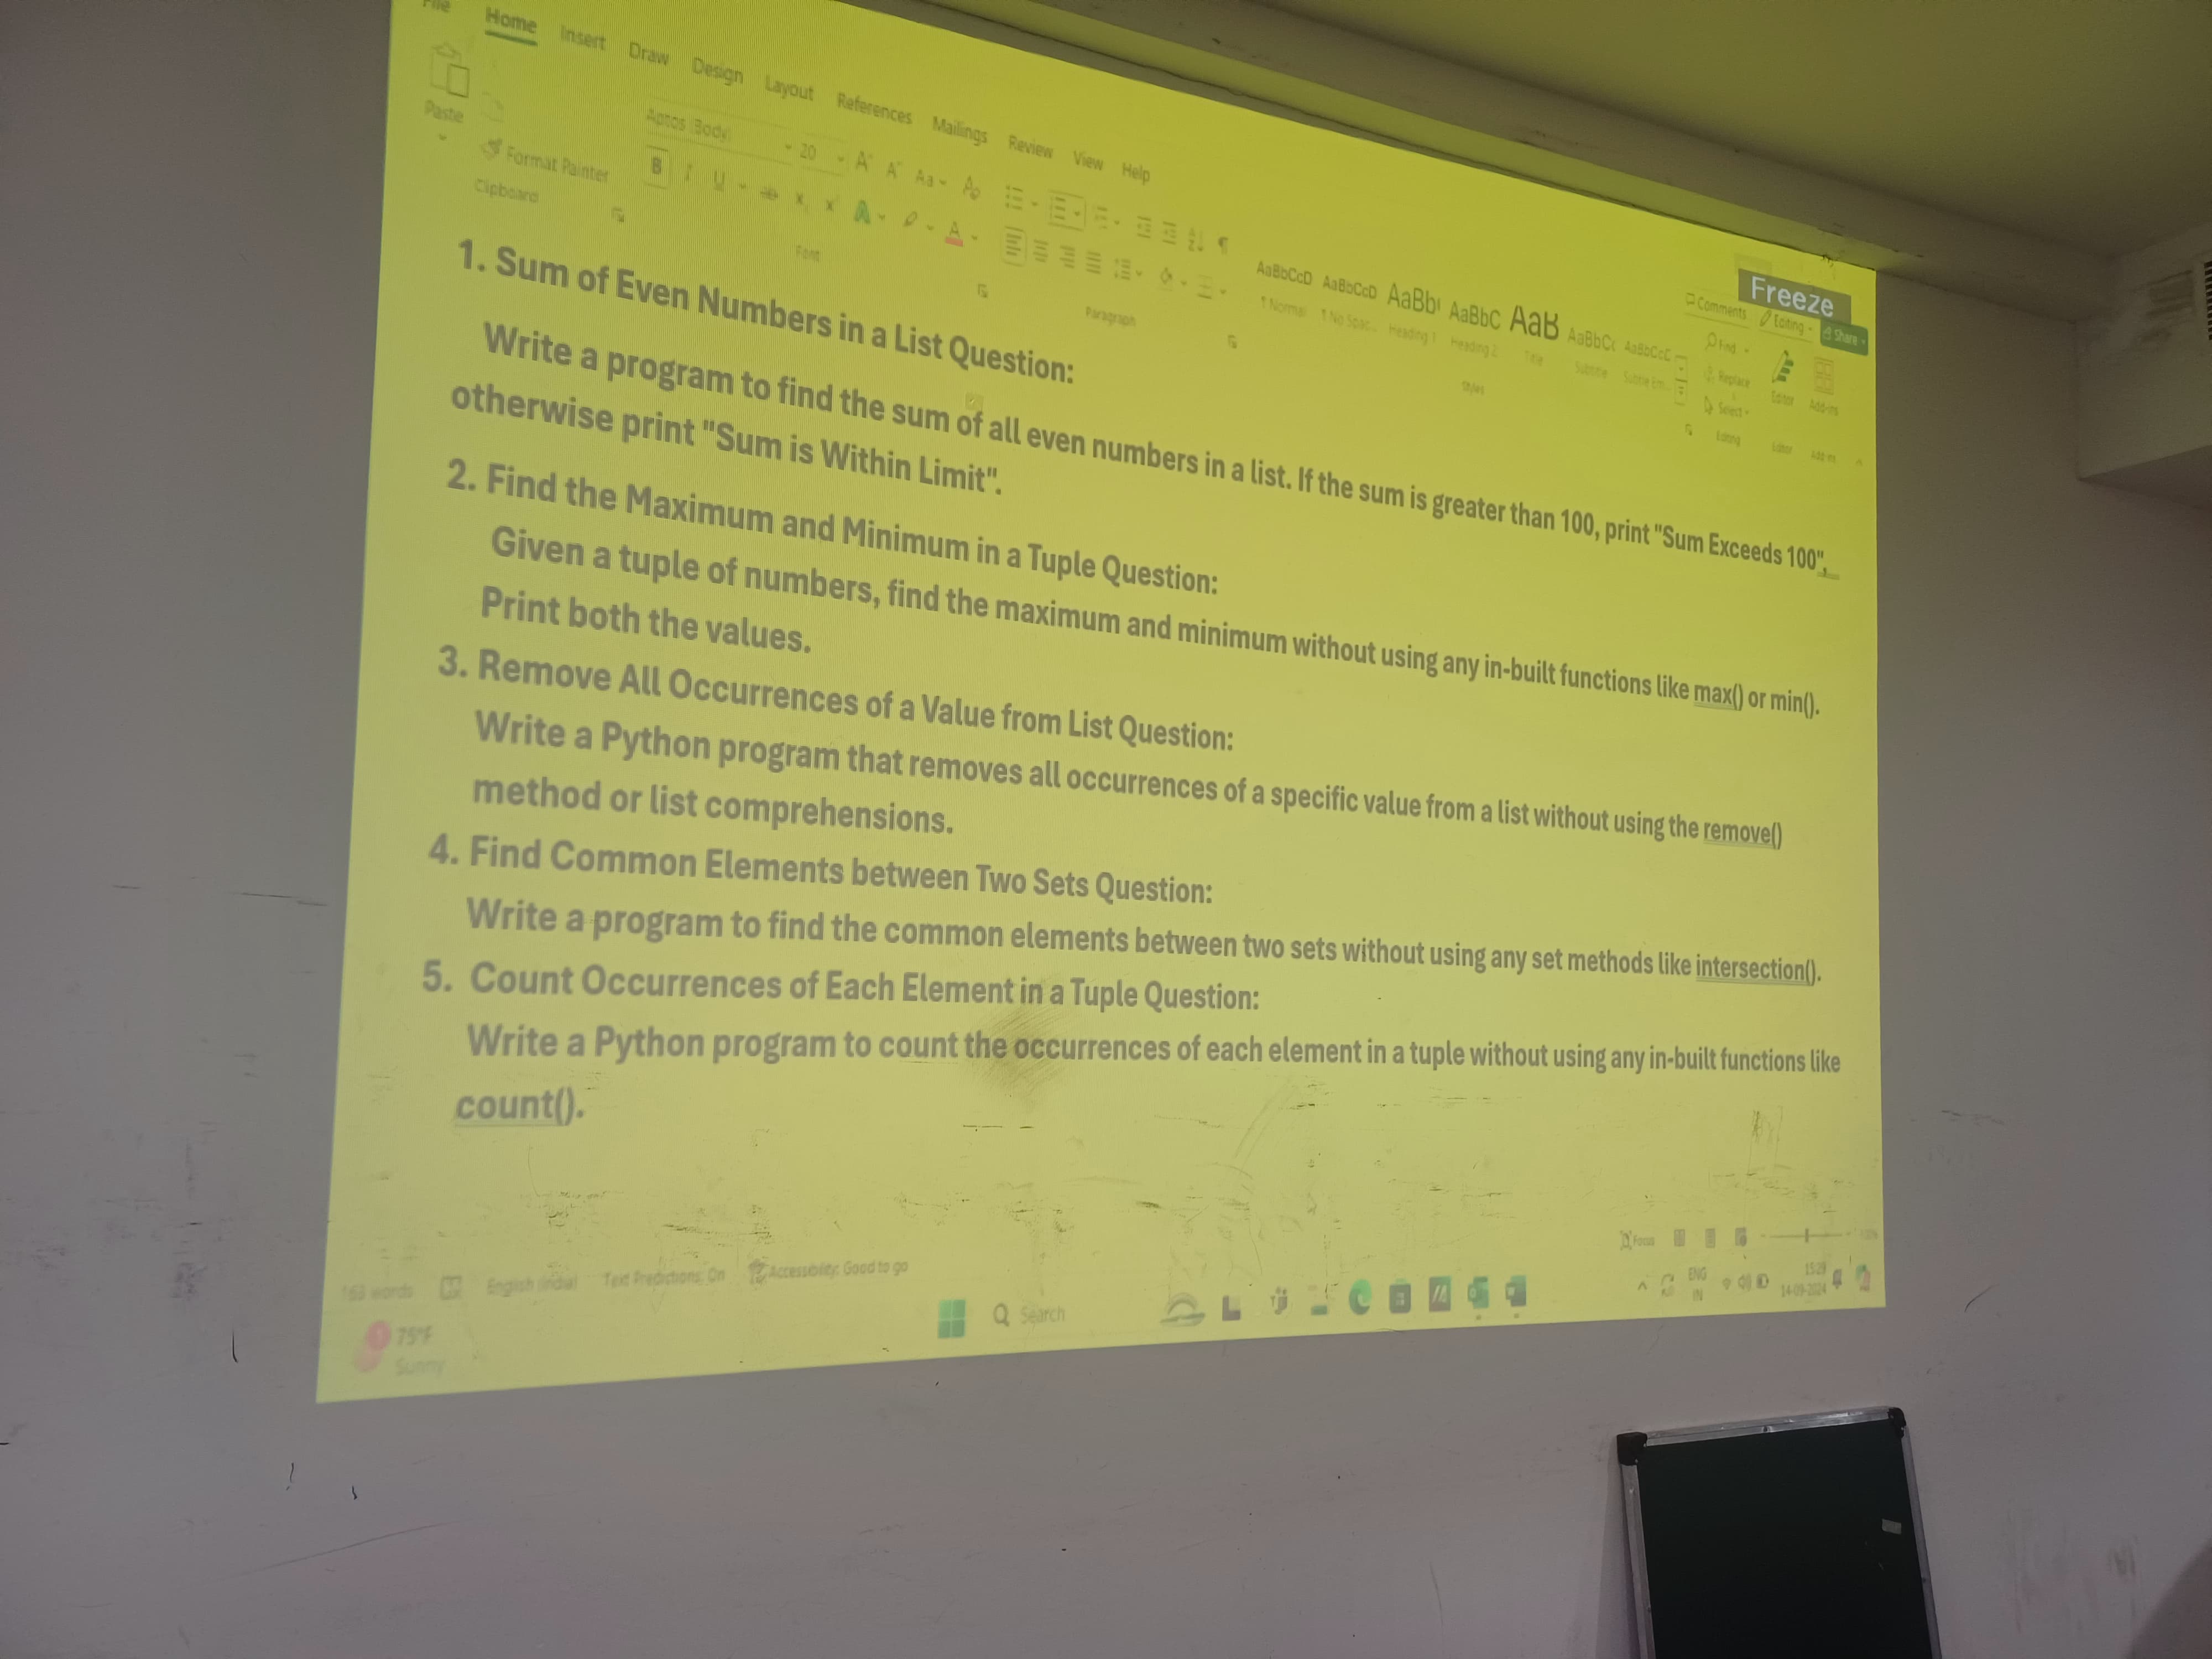 File Home Insert Draw Design Layout References Mailings Review View Help
Freeze
Comments Editing Share
Paste
Format Painter
Clipboard
Aptos (Body) 20
Font
Paragraph
AaBbCcD AaBbCcD AaBb AaBbC AaB AaBbC AaBbCcD
Normal No Spac... Heading 1 Heading 2 Title Subtitle Subtle Em...
Styles
Find
Replace
Select
Editing
Editor Add-ins
Editor Add-ins
1. Sum of Even Numbers in a List Question:
Write a program to find the sum of all even numbers in a list. If the sum is greater than 100, print "Sum Exceeds 100",
otherwise print "Sum is Within Limit".
2. Find the Maximum and Minimum in a Tuple Question:
Given a tuple of numbers, find the maximum and minimum without using any in-built functions like max() or min().
Print both the values.
3. Remove All Occurrences of a Value from List Question:
Write a Python program that removes all occurrences of a specific value from a list without using the remove()
method or list comprehensions.
4. Find Common Elements between Two Sets Question:
Write a program to find the common elements between two sets without using any set methods like intersection().
5. Count Occurrences of Each Element in a Tuple Question:
Write a Python program to count the occurrences of each element in a tuple without using any in-built functions like
count().
163 words English (India) Text Predictions: On Accessibility: Good to go
Focus
75°F
Sunny
Search
ENG
IN
15:29
14-09-2024